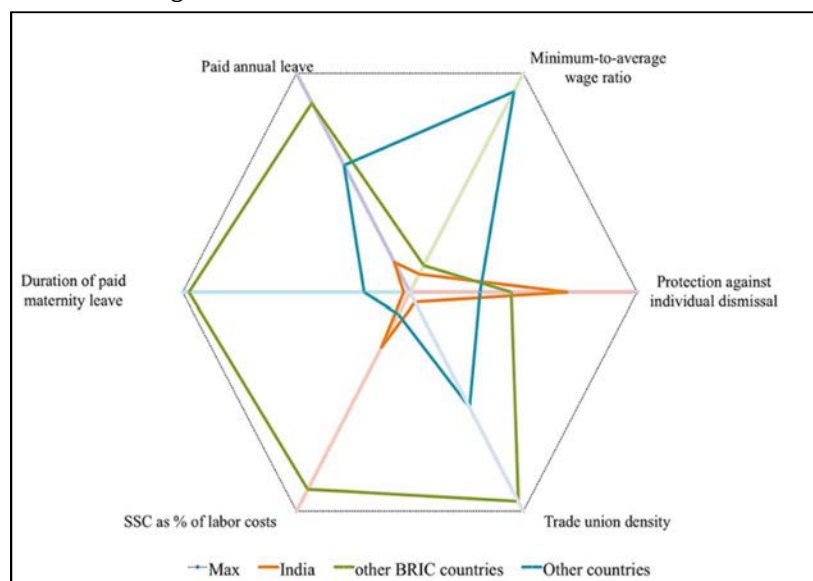 Paid annual leave
Minimum-to-average
wage ratio
Duration of paid
maternity leave
Protection against
individual dismissal
SSC as % of labor costs
Trade union density
Max
India
other BRIC countries
Other countries